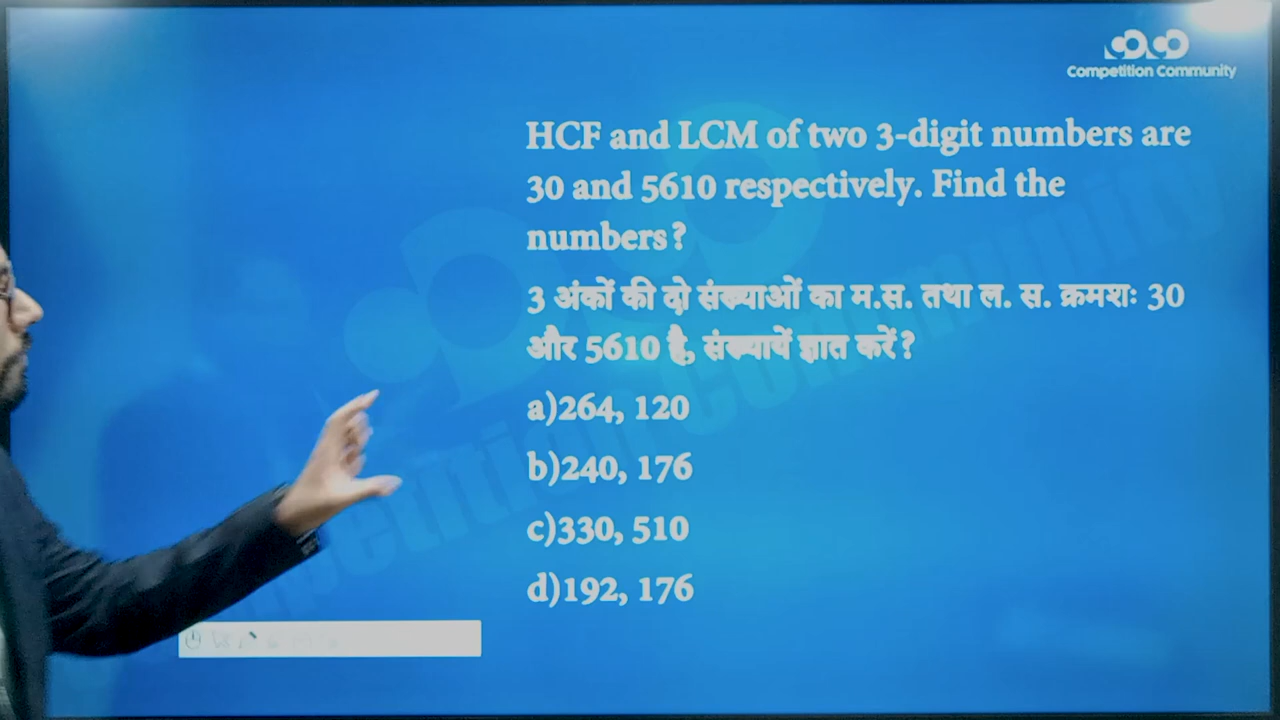 Competition Community
HCF and LCM of two 3-digit numbers are
30 and 5610 respectively. Find the
numbers?
3 अंकों की दो संख्याओं का म.स. तथा ल. स. क्रमशः 30
और 5610 है, संख्यायें ज्ञात करें?
a)264, 120
b)240, 176
c)330, 510
d)192, 176